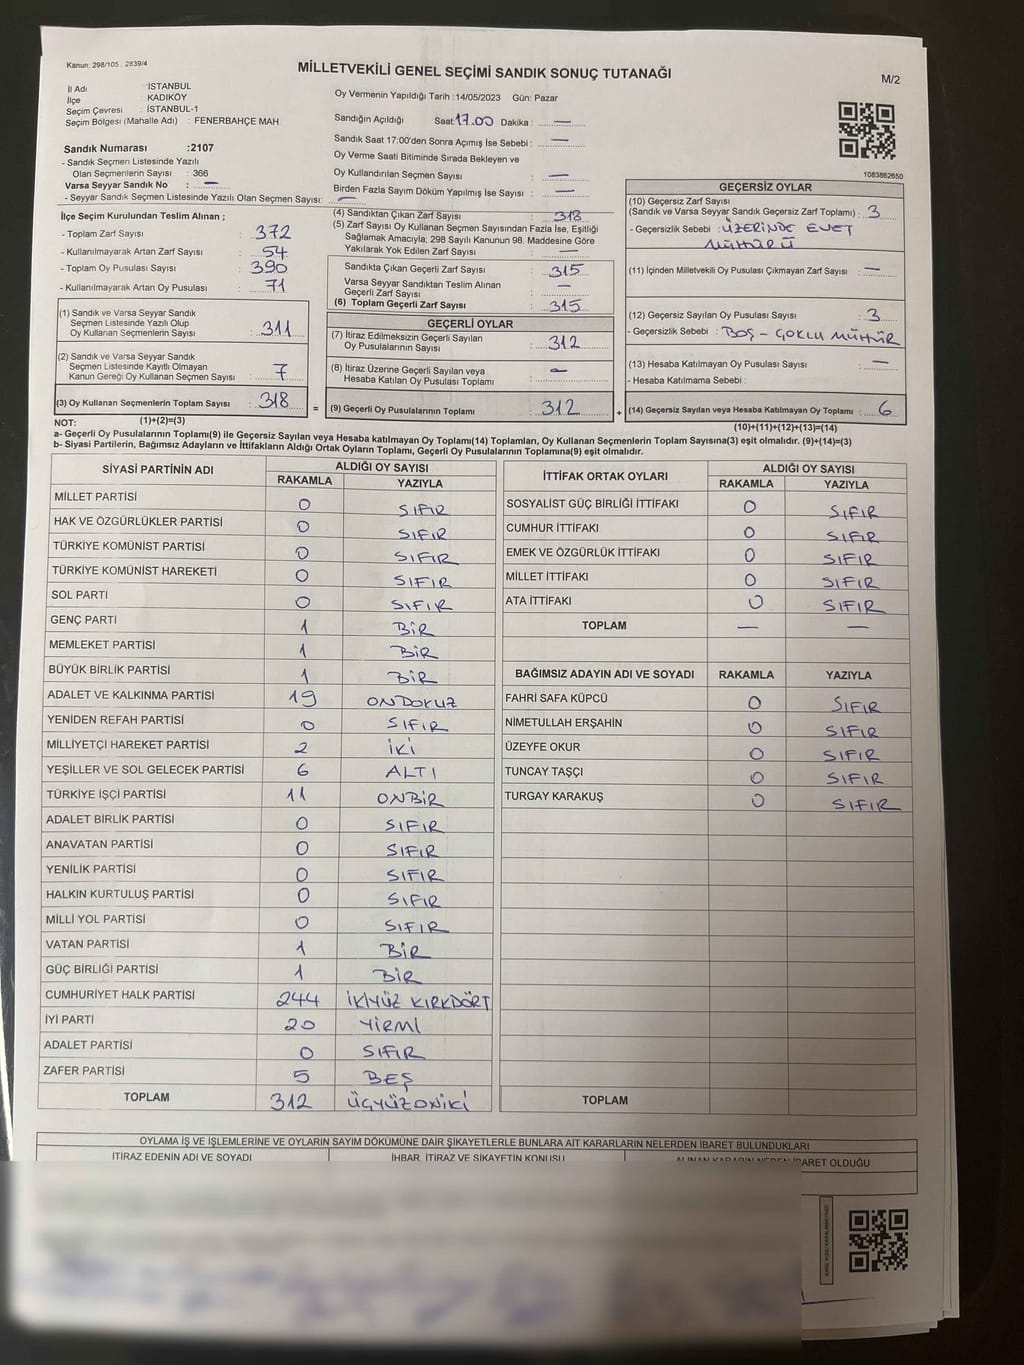 Kanun: 298/105 . 2839/4
MİLLETVEKİLİ GENEL SEÇİMİ SANDIK SONUÇ TUTANAĞI
M/2
İl Adı : İSTANBUL
İlçe : KADIKÖY
Seçim Çevresi : İSTANBUL-1
Seçim Bölgesi (Mahalle Adı) : FENERBAHÇE MAH
Sandık Numarası :2107
- Sandık Seçmen Listesinde Yazılı
Olan Seçmenlerin Sayısı : 366
Varsa Seyyar Sandık No : —
- Seyyar Sandık Seçmen Listesinde Yazılı Olan Seçmen Sayısı: —
Oy Vermenin Yapıldığı Tarih :14/05/2023 Gün: Pazar
Sandığın Açıldığı Saat 17.00 Dakika : —
Sandık Saat 17:00'den Sonra Açımış İse Sebebi : —
Oy Verme Saati Bitiminde Sırada Bekleyen ve
Oy Kullandırılan Seçmen Sayısı : —
Birden Fazla Sayım Döküm Yapılmış İse Sayısı : —
1083862650
İlçe Seçim Kurulundan Teslim Alınan ;
- Toplam Zarf Sayısı : 372
- Kullanılmayarak Artan Zarf Sayısı : 54
- Toplam Oy Pusulası Sayısı : 390
- Kullanılmayarak Artan Oy Pusulası : 71
(4) Sandıktan Çıkan Zarf Sayısı : 318
(5) Zarf Sayısı Oy Kullanan Seçmen Sayısından Fazla İse, Eşitliği
Sağlamak Amacıyla; 298 Sayılı Kanunun 98. Maddesine Göre
Yakılarak Yok Edilen Zarf Sayısı : —
Sandıkta Çıkan Geçerli Zarf Sayısı : 315
Varsa Seyyar Sandıktan Teslim Alınan
Geçerli Zarf Sayısı : —
(6) Toplam Geçerli Zarf Sayısı : 315
GEÇERSİZ OYLAR
(10) Geçersiz Zarf Sayısı
(Sandık ve Varsa Seyyar Sandık Geçersiz Zarf Toplamı) : 3
- Geçersizlik Sebebi : ÜZERİNDE EVET
MÜHÜRÜ
(11) İçinden Milletvekili Oy Pusulası Çıkmayan Zarf Sayısı : —
(12) Geçersiz Sayılan Oy Pusulası Sayısı : 3
- Geçersizlik Sebebi : BOŞ - ÇOKLU MÜHÜR
(13) Hesaba Katılmayan Oy Pusulası Sayısı : —
- Hesaba Katılmama Sebebi :
(14) Geçersiz Sayılan veya Hesaba Katılmayan Oy Toplamı : 6
(10)+(11)+(12)+(13)=(14)
(1) Sandık ve Varsa Seyyar Sandık
Seçmen Listesinde Yazılı Olup
Oy Kullanan Seçmenlerin Sayısı : 311
(2) Sandık ve Varsa Seyyar Sandık
Seçmen Listesinde Kayıtlı Olmayan
Kanun Gereği Oy Kullanan Seçmen Sayısı : 7
(3) Oy Kullanan Seçmenlerin Toplam Sayısı : 318
(1)+(2)=(3)
GEÇERLİ OYLAR
(7) İtiraz Edilmeksizin Geçerli Sayılan
Oy Pusulalarının Sayısı : 312
(8) İtiraz Üzerine Geçerli Sayılan veya
Hesaba Katılan Oy Pusulası Toplamı : —
= (9) Geçerli Oy Pusulalarının Toplamı : 312 +
NOT:
a- Geçerli Oy Pusulalarının Toplamı(9) ile Geçersiz Sayılan veya Hesaba katılmayan Oy Toplamı(14) Toplamları, Oy Kullanan Seçmenlerin Toplam Sayısına(3) eşit olmalıdır. (9)+(14)=(3)
b- Siyasi Partilerin, Bağımsız Adayların ve İttifakların Aldığı Ortak Oyların Toplamı, Geçerli Oy Pusulalarının Toplamına(9) eşit olmalıdır.
SİYASİ PARTİNİN ADI ALDIĞI OY SAYISI
RAKAMLA YAZIYLA
MİLLET PARTİSİ 0 SIFIR
HAK VE ÖZGÜRLÜKLER PARTİSİ 0 SIFIR
TÜRKİYE KOMÜNİST PARTİSİ 0 SIFIR
TÜRKİYE KOMÜNİST HAREKETİ 0 SIFIR
SOL PARTİ 0 SIFIR
GENÇ PARTİ 1 BİR
MEMLEKET PARTİSİ 1 BİR
BÜYÜK BİRLİK PARTİSİ 1 BİR
ADALET VE KALKINMA PARTİSİ 19 ONDOKUZ
YENİDEN REFAH PARTİSİ 0 SIFIR
MİLLİYETÇİ HAREKET PARTİSİ 2 İKİ
YEŞİLLER VE SOL GELECEK PARTİSİ 6 ALTI
TÜRKİYE İŞÇİ PARTİSİ 11 ONBİR
ADALET BİRLİK PARTİSİ 0 SIFIR
ANAVATAN PARTİSİ 0 SIFIR
YENİLİK PARTİSİ 0 SIFIR
HALKIN KURTULUŞ PARTİSİ 0 SIFIR
MİLLİ YOL PARTİSİ 0 SIFIR
VATAN PARTİSİ 1 BİR
GÜÇ BİRLİĞİ PARTİSİ 1 BİR
CUMHURİYET HALK PARTİSİ 244 İKİYÜZ KIRKDÖRT
İYİ PARTİ 20 YİRMİ
ADALET PARTİSİ 0 SIFIR
ZAFER PARTİSİ 5 BEŞ
TOPLAM 312 ÜÇYÜZONİKİ
İTTİFAK ORTAK OYLARI ALDIĞI OY SAYISI
RAKAMLA YAZIYLA
SOSYALİST GÜÇ BİRLİĞİ İTTİFAKI 0 SIFIR
CUMHUR İTTİFAKI 0 SIFIR
EMEK VE ÖZGÜRLÜK İTTİFAKI 0 SIFIR
MİLLET İTTİFAKI 0 SIFIR
ATA İTTİFAKI 0 SIFIR
TOPLAM — —
BAĞIMSIZ ADAYIN ADI VE SOYADI RAKAMLA YAZIYLA
FAHRİ SAFA KÜPCÜ 0 SIFIR
NİMETULLAH ERŞAHİN 0 SIFIR
ÜZEYFE OKUR 0 SIFIR
TUNCAY TAŞÇI 0 SIFIR
TURGAY KARAKUŞ 0 SIFIR
TOPLAM
OYLAMA İŞ VE İŞLEMLERİNE VE OYLARIN SAYIM DÖKÜMÜNE DAİR ŞİKAYETLERLE BUNLARA AİT KARARLARIN NELERDEN İBARET BULUNDUKLARI
İTİRAZ EDENİN ADI VE SOYADI İHBAR, İTİRAZ VE ŞİKAYETİN KONUSU ALINAN KARARIN NEDEN İBARET OLDUĞU